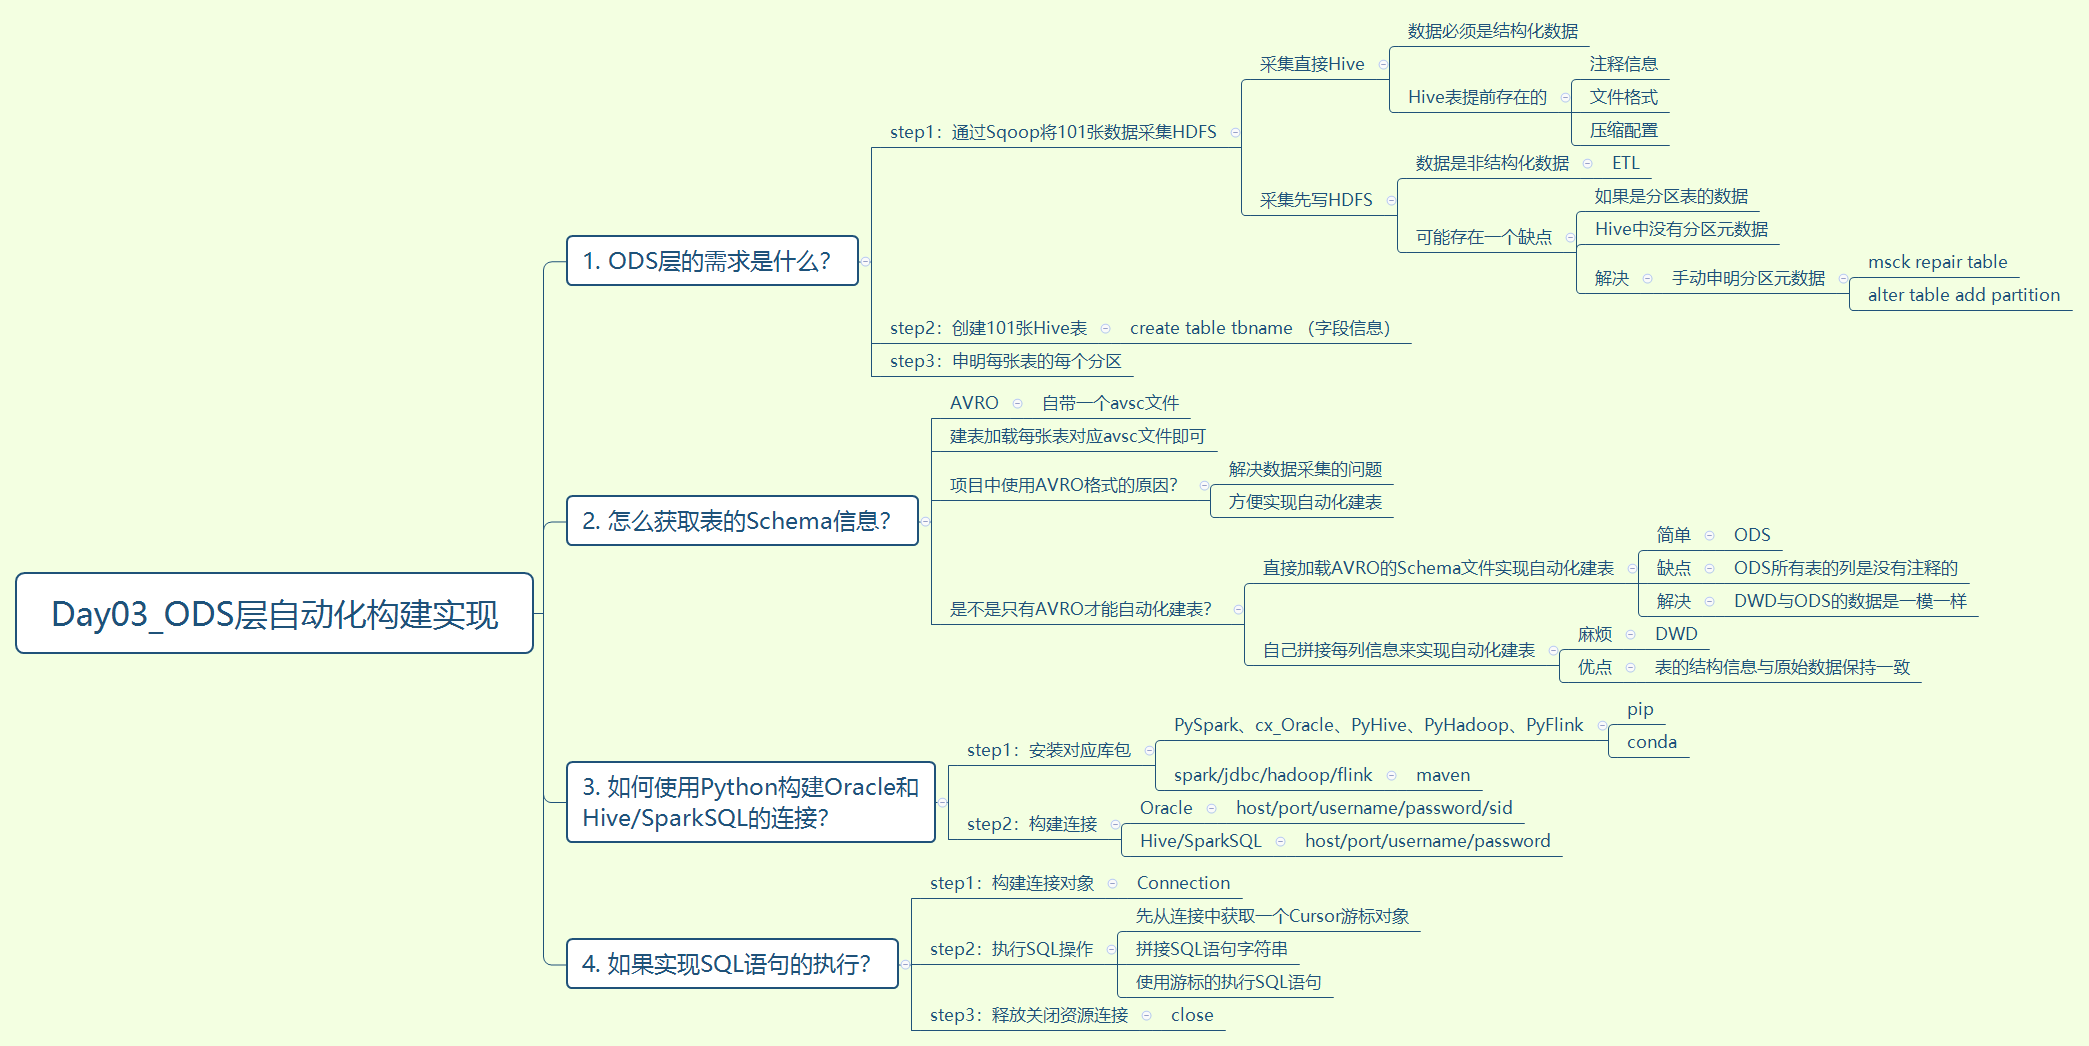 Day03_ODS层自动化构建实现
1. ODS层的需求是什么？
step1：通过Sqoop将101张数据采集HDFS
采集直接Hive
数据必须是结构化数据
Hive表提前存在的
注释信息
文件格式
压缩配置
采集先写HDFS
数据是非结构化数据
ETL
可能存在一个缺点
如果是分区表的数据
Hive中没有分区元数据
解决
手动申明分区元数据
msck repair table
alter table add partition
step2：创建101张Hive表
create table tbname （字段信息）
step3：申明每张表的每个分区
2. 怎么获取表的Schema信息？
AVRO
自带一个avsc文件
建表加载每张表对应avsc文件即可
项目中使用AVRO格式的原因？
解决数据采集的问题
方便实现自动化建表
是不是只有AVRO才能自动化建表？
直接加载AVRO的Schema文件实现自动化建表
简单
ODS
缺点
ODS所有表的列是没有注释的
解决
DWD与ODS的数据是一模一样
自己拼接每列信息来实现自动化建表
麻烦
DWD
优点
表的结构信息与原始数据保持一致
3. 如何使用Python构建Oracle和
Hive/SparkSQL的连接？
step1：安装对应库包
PySpark、cx_Oracle、PyHive、PyHadoop、PyFlink
pip
conda
spark/jdbc/hadoop/flink
maven
step2：构建连接
Oracle
host/port/username/password/sid
Hive/SparkSQL
host/port/username/password
4. 如果实现SQL语句的执行？
step1：构建连接对象
Connection
step2：执行SQL操作
先从连接中获取一个Cursor游标对象
拼接SQL语句字符串
使用游标的执行SQL语句
step3：释放关闭资源连接
close